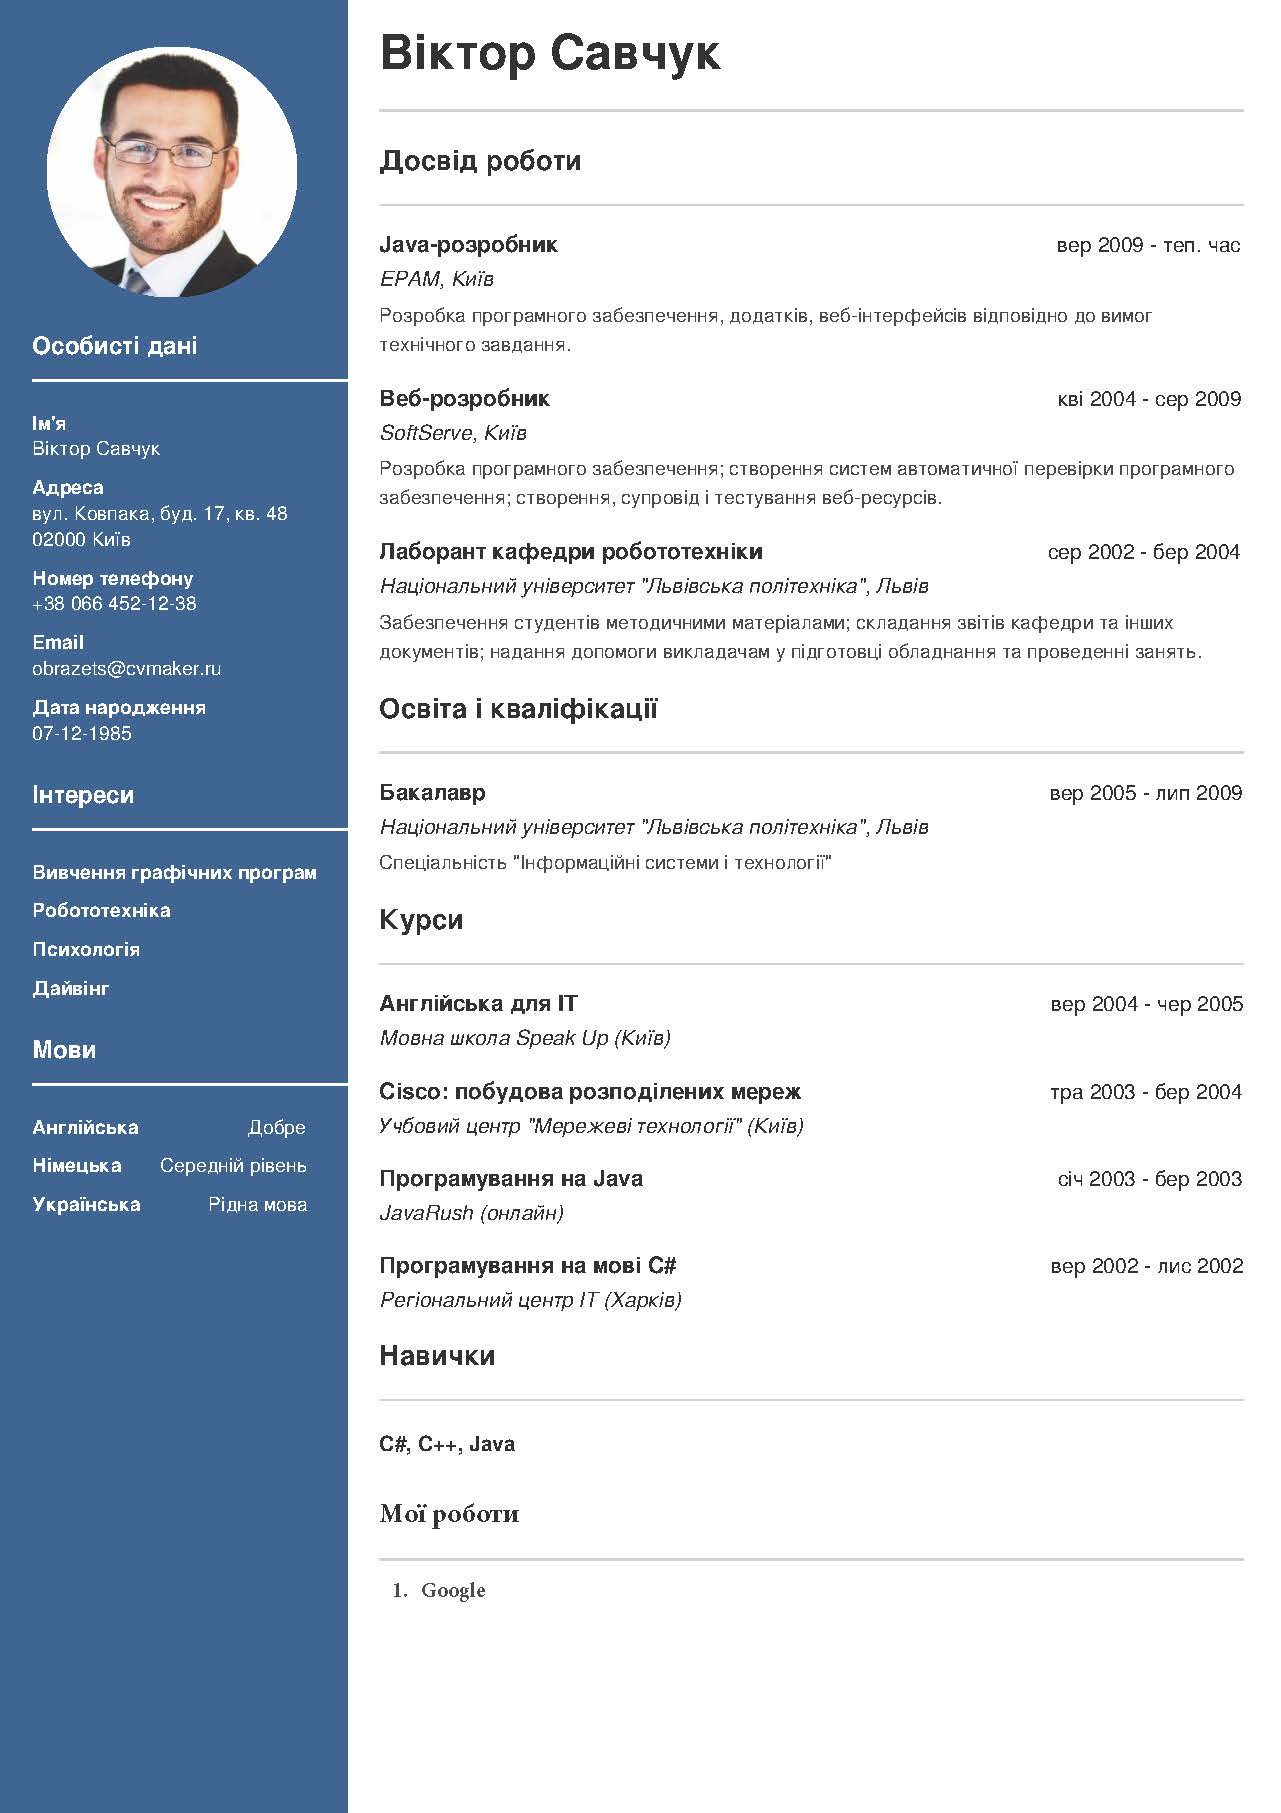 Віктор Савчук
Особисті дані
Ім'я
Віктор Савчук
Адреса
вул. Ковпака, буд. 17, кв. 48
02000 Київ
Номер телефону
+38 066 452-12-38
Email
obrazets@cvmaker.ru
Дата народження
07-12-1985
Інтереси
Вивчення графічних програм
Робототехніка
Психологія
Дайвінг
Мови
Англійська Добре
Німецька Середній рівень
Українська Рідна мова
Досвід роботи
Java-розробник вер 2009 - теп. час
EPAM, Київ
Розробка програмного забезпечення, додатків, веб-інтерфейсів відповідно до вимог
технічного завдання.
Веб-розробник кві 2004 - сер 2009
SoftServe, Київ
Розробка програмного забезпечення; створення систем автоматичної перевірки програмного
забезпечення; створення, супровід і тестування веб-ресурсів.
Лаборант кафедри робототехніки сер 2002 - бер 2004
Національний університет "Львівська політехніка", Львів
Забезпечення студентів методичними матеріалами; складання звітів кафедри та інших
документів; надання допомоги викладачам у підготовці обладнання та проведенні занять.
Освіта і кваліфікації
Бакалавр вер 2005 - лип 2009
Національний університет "Львівська політехніка", Львів
Спеціальність "Інформаційні системи і технології"
Курси
Англійська для IT вер 2004 - чер 2005
Мовна школа Speak Up (Київ)
Cisco: побудова розподілених мереж тра 2003 - бер 2004
Учбовий центр "Мережеві технології" (Київ)
Програмування на Java січ 2003 - бер 2003
JavaRush (онлайн)
Програмування на мові C# вер 2002 - лис 2002
Регіональний центр IT (Харків)
Навички
C#, C++, Java
Мої роботи
1. Google